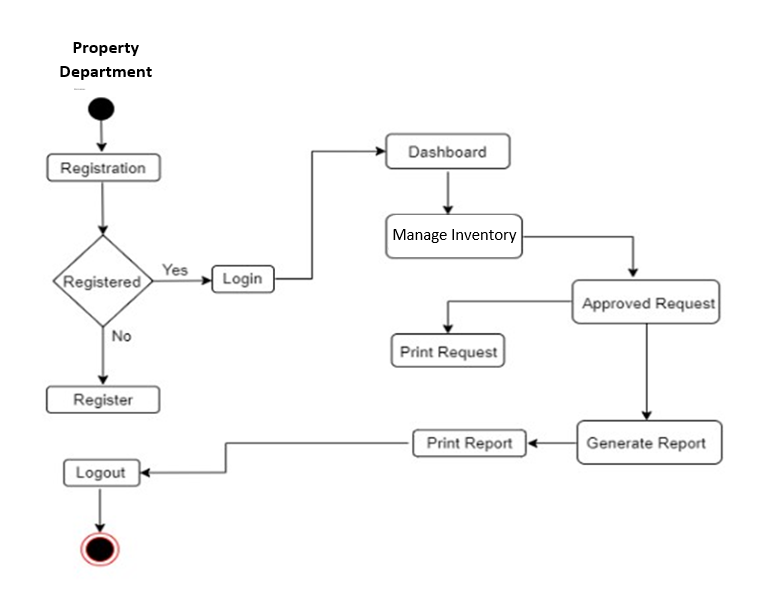 Property
Department
Registration
Dashboard
Manage Inventory
Registered
Yes
Login
Approved Request
No
Print Request
Register
Print Report
Generate Report
Logout